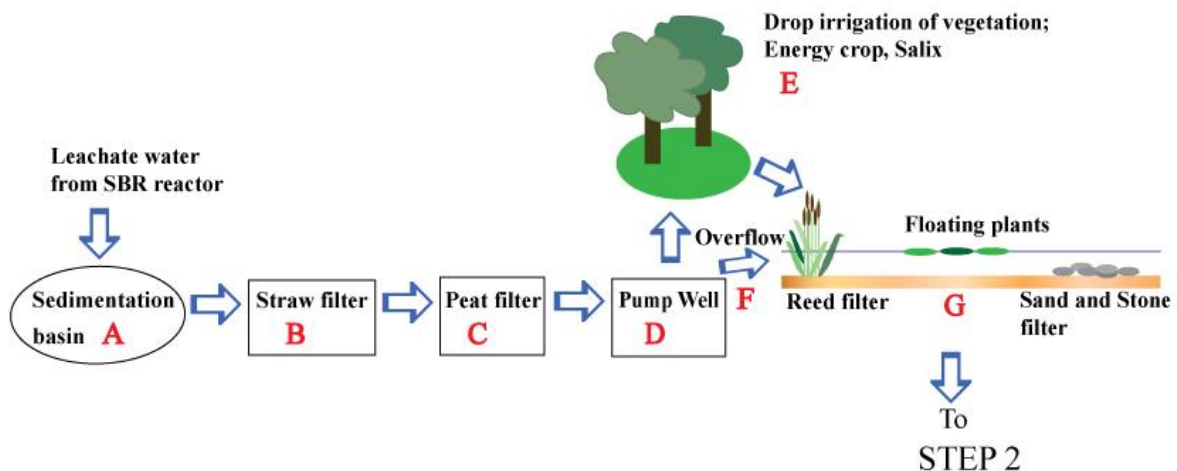 Drop irrigation of vegetation;
Energy crop, Salix
E
Leachate water
from SBR reactor
Sedimentation
basin A
Straw filter
B
Peat filter
C
Pump Well
D
Overflow
F
Floating plants
Reed filter
G
Sand and Stone
filter
To
STEP 2